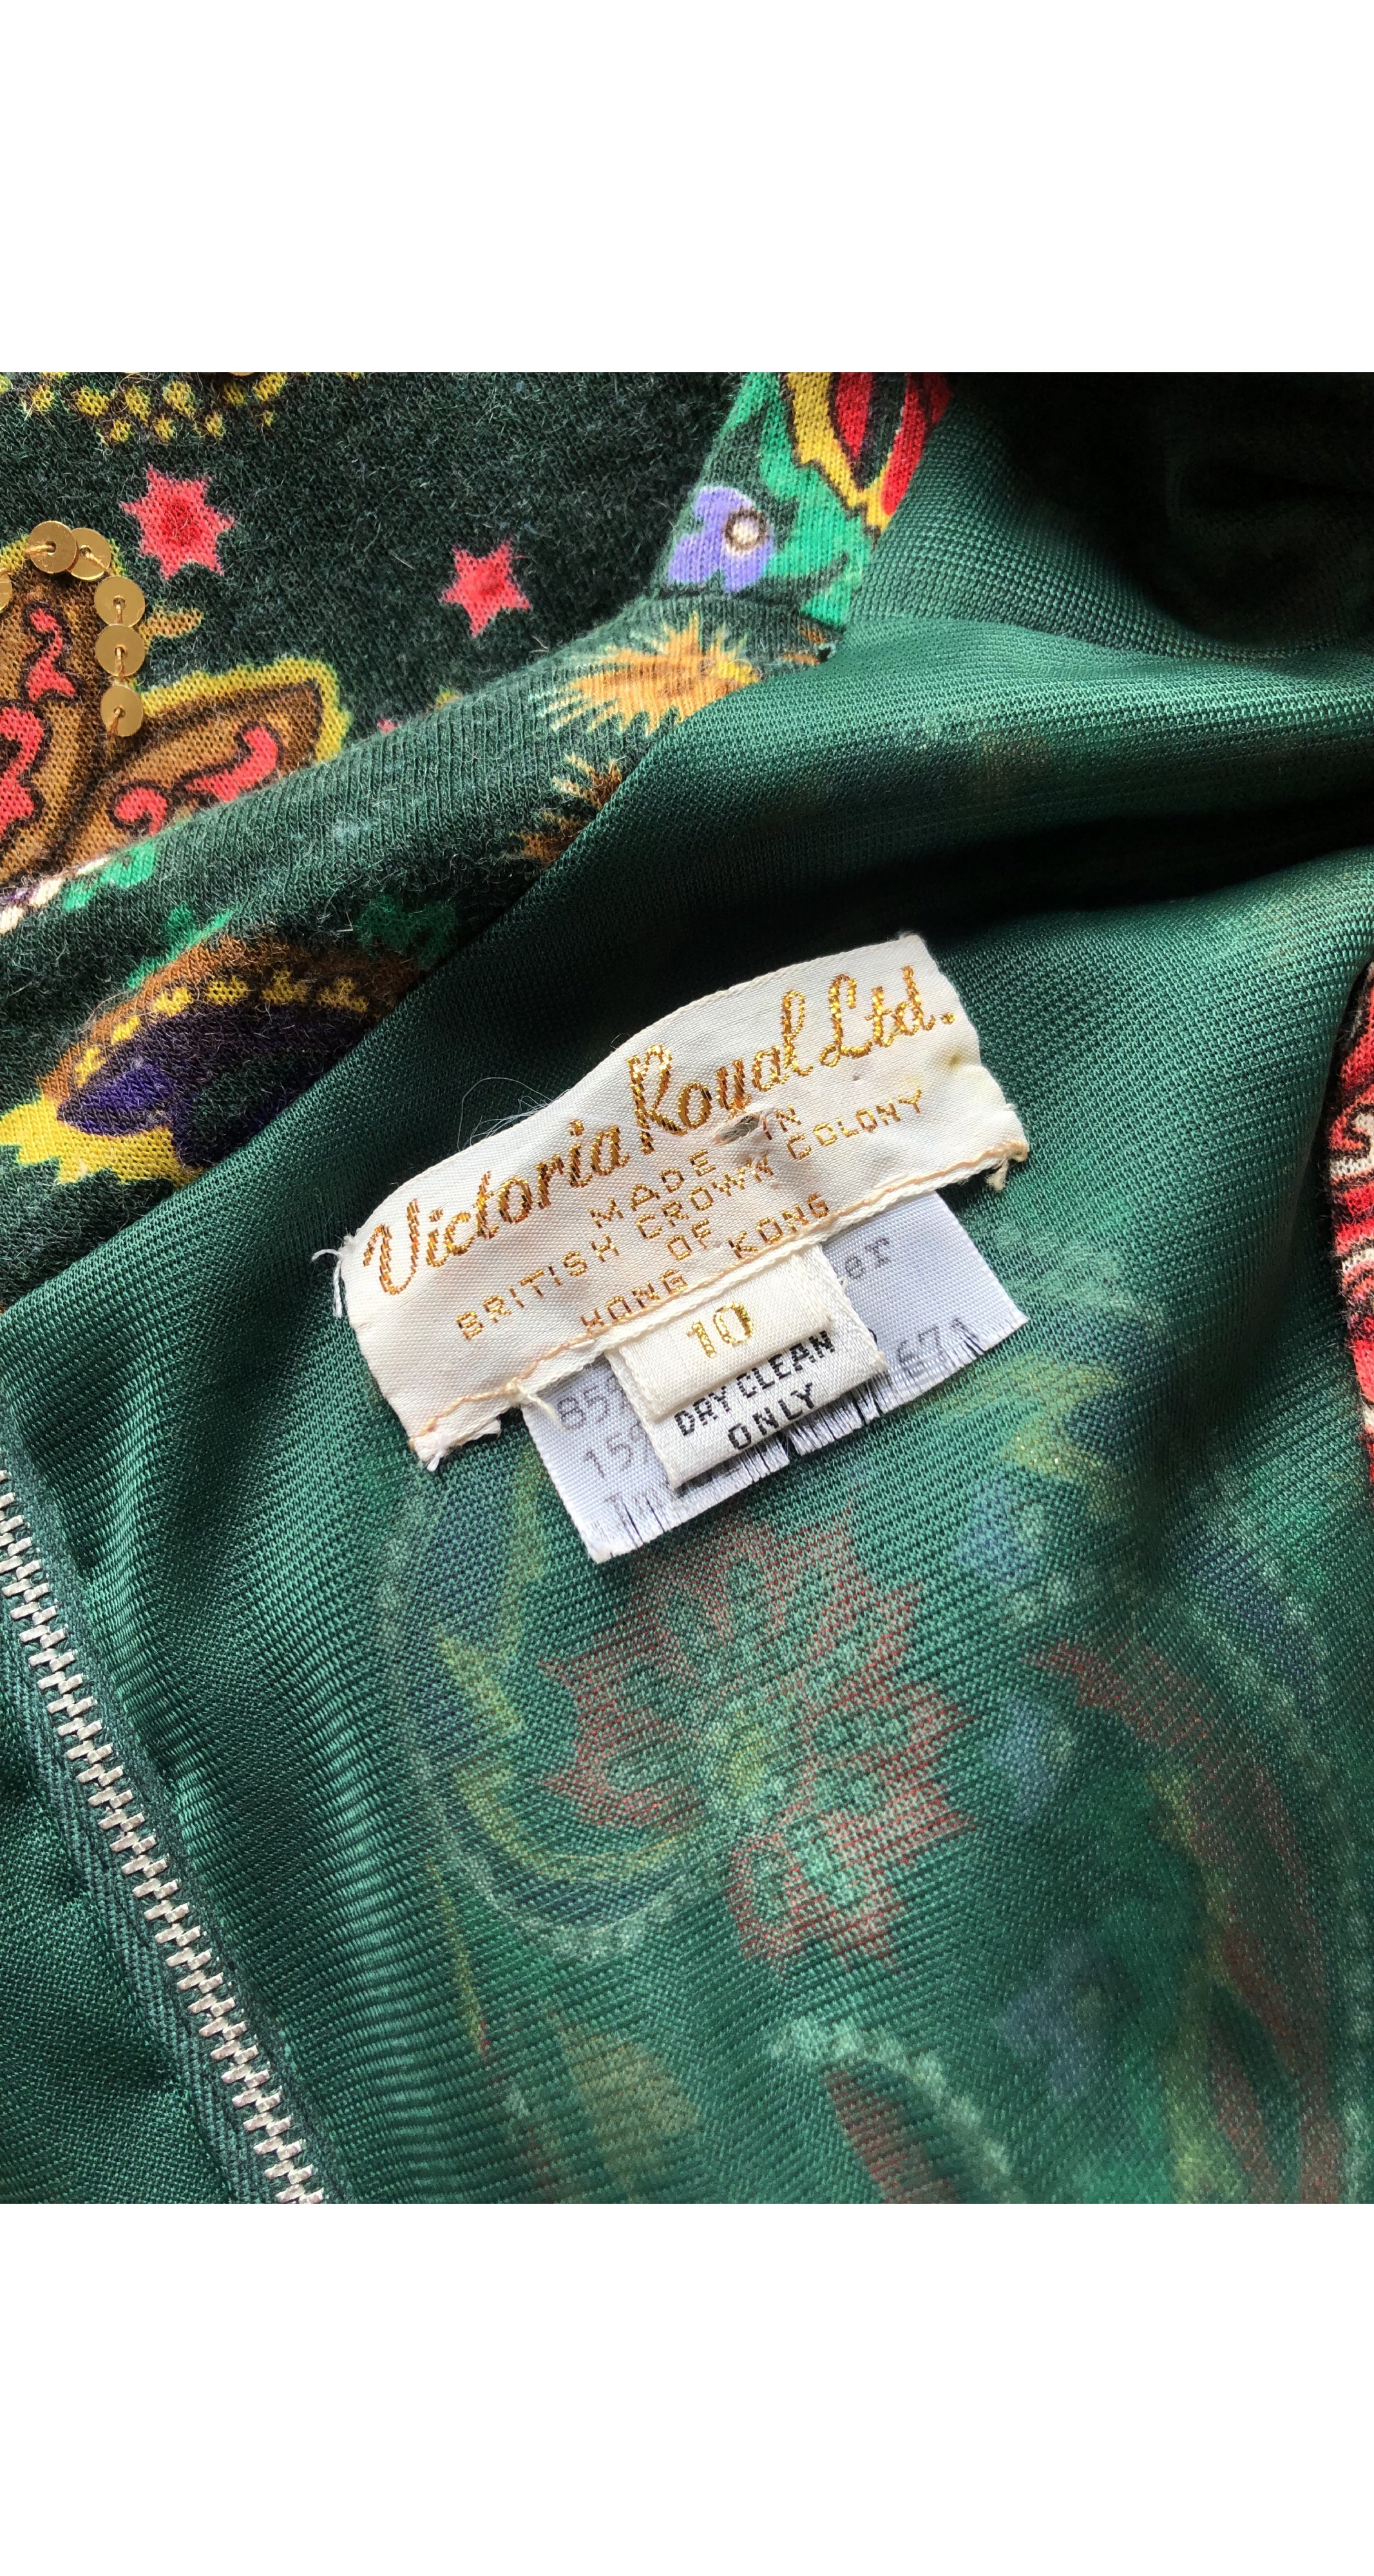 Victoria Royal Ltd.
MADE IN
BRITISH CROWN COLONY
OF
HONG KONG
10
DRY CLEAN
ONLY